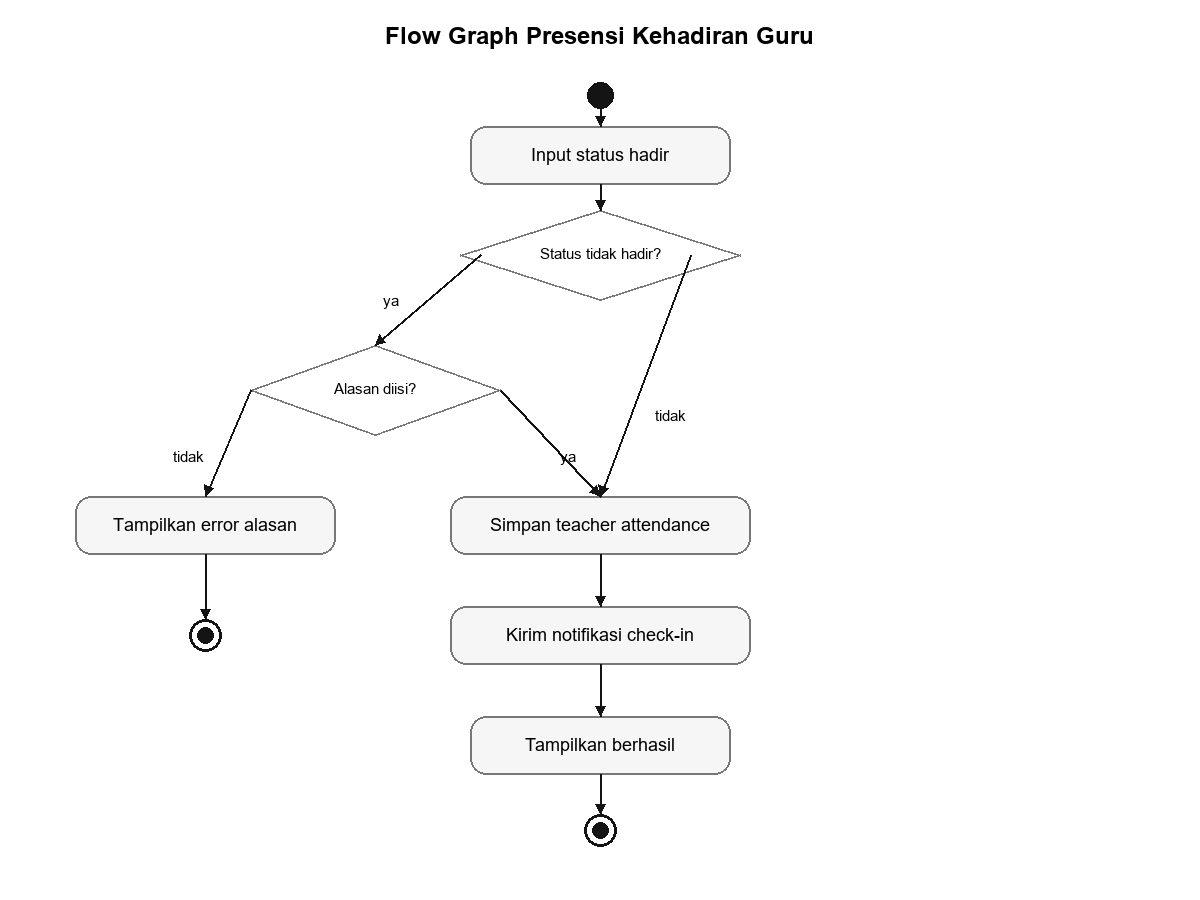 Flow Graph Presensi Kehadiran Guru
Input status hadir
Status tidak hadir?
ya
Alasan diisi?
tidak
tidak
ya
Tampilkan error alasan
Simpan teacher attendance
Kirim notifikasi check-in
Tampilkan berhasil